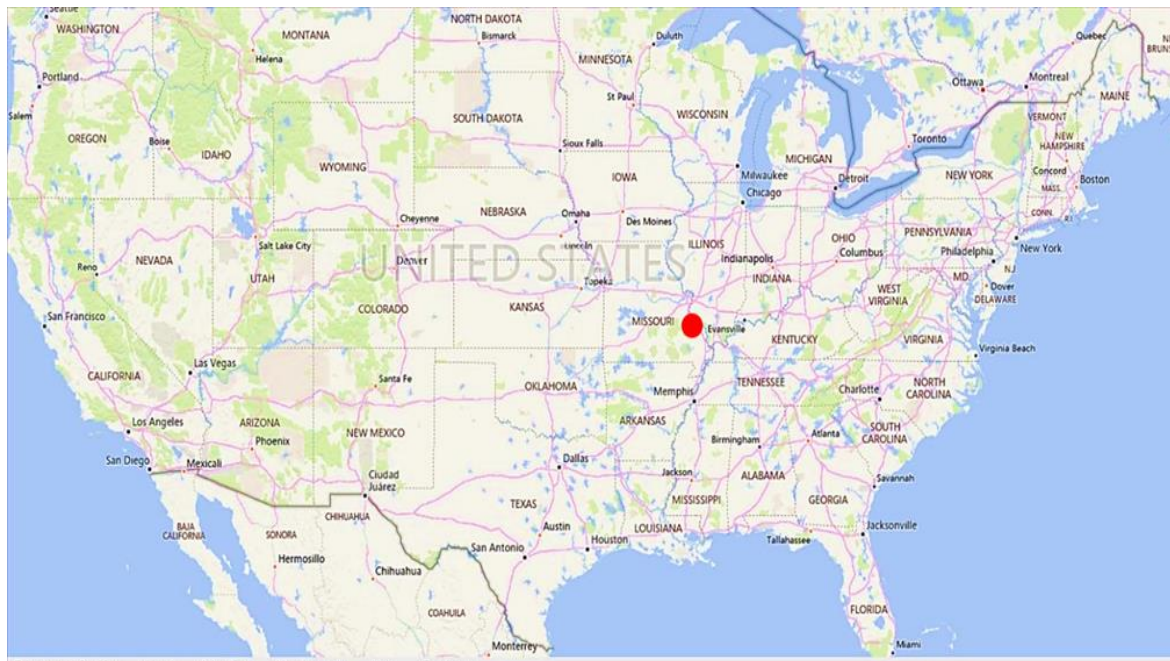 Seattle
WASHINGTON
MONTANA
Helena
NORTH DAKOTA
Bismarck
Duluth
MINNESOTA
Quebec
Portland
Salem
OREGON
Boise
IDAHO
WYOMING
SOUTH DAKOTA
Sioux Falls
St Paul
WISCONSIN
MICHIGAN
Ottawa
Montreal
MAINE
VERMONT
NEW
HAMPSHIRE
Toronto
NEW YORK
Concord
Boston
MASS.
CONN.
RI
Milwaukee
Chicago
Detroit
IOWA
Des Moines
NEBRASKA
Omaha
Lincoln
Cheyenne
Salt Lake City
Reno
NEVADA
UTAH
Denver
COLORADO
UNITED STATES
Topeka
KANSAS
MISSOURI
ILLINOIS
Indianapolis
INDIANA
OHIO
Columbus
PENNSYLVANIA
Philadelphia
New York
NJ
MD
Dover
DELAWARE
WEST
VIRGINIA
VIRGINIA
Virginia Beach
Evansville
KENTUCKY
San Francisco
CALIFORNIA
Las Vegas
Los Angeles
San Diego
Mexicali
ARIZONA
Phoenix
Santa Fe
NEW MEXICO
OKLAHOMA
ARKANSAS
Memphis
TENNESSEE
Charlotte
NORTH
CAROLINA
SOUTH
CAROLINA
Birmingham
Atlanta
Jackson
MISSISSIPPI
ALABAMA
GEORGIA
Savannah
Ciudad
Juárez
Dallas
TEXAS
Austin
San Antonio
Houston
LOUISIANA
Tallahassee
Jacksonville
FLORIDA
Miami
BAJA
CALIFORNIA
SONORA
Hermosillo
CHIHUAHUA
Chihuahua
COAHUILA
Monterrey